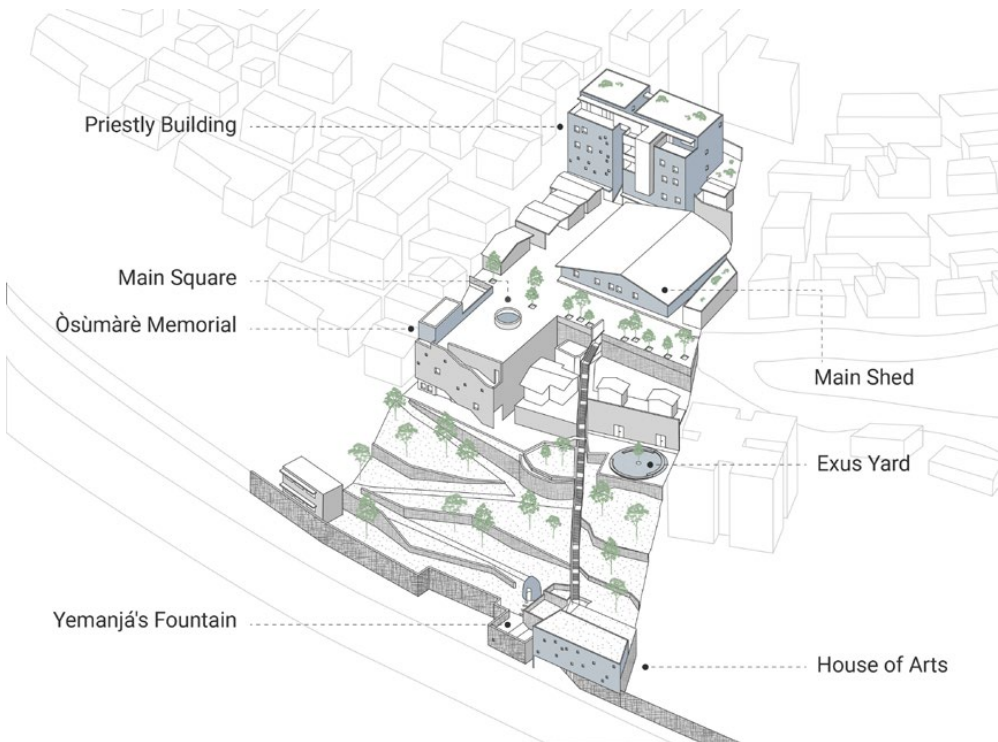 Priestly Building
Main Square
Òsùmàrè Memorial
Main Shed
Exus Yard
Yemanjá's Fountain
House of Arts